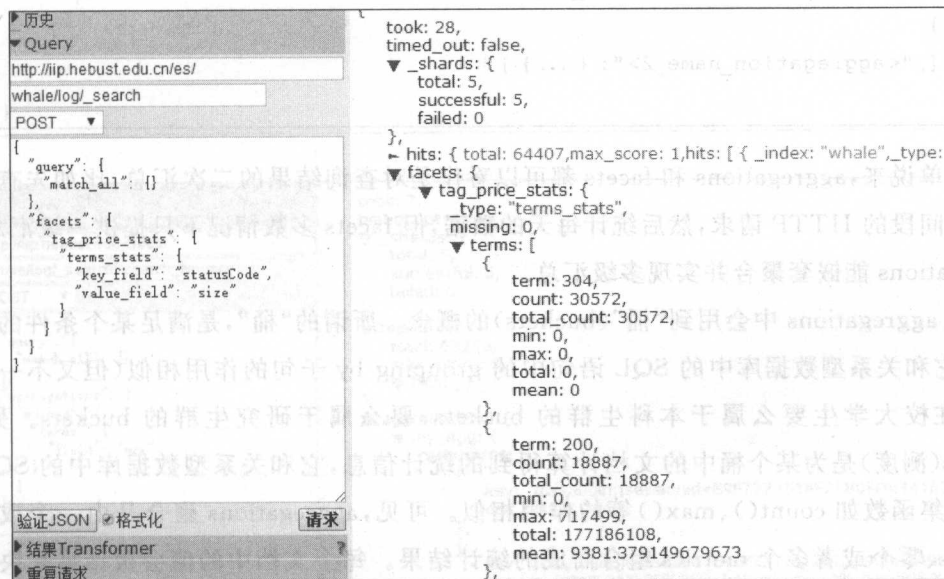 ▶历史
▼Query
http://iip.hebust.edu.cn/es/
whale/log/_search
POST ▼
{
"query": {
"match_all": {}
},
"facets": {
"tag_price_stats": {
"terms_stats": {
"key_field": "statusCode",
"value_field": "size"
}
}
}
}
验证JSON 格式化 请求
▶结果Transformer ?
▶重复请求
{
took: 28,
timed_out: false,
▼ _shards: {
total: 5,
successful: 5,
failed: 0
},
► hits: { total: 64407,max_score: 1,hits: [ { _index: "whale",_type:
▼ facets: {
▼ tag_price_stats: {
_type: "terms_stats",
missing: 0,
▼ terms: [
{
term: 304,
count: 30572,
total_count: 30572,
min: 0,
max: 0,
total: 0,
mean: 0
},
{
term: 200,
count: 18887,
total_count: 18887,
min: 0,
max: 717499,
total: 177186108,
mean: 9381.379149679673
},